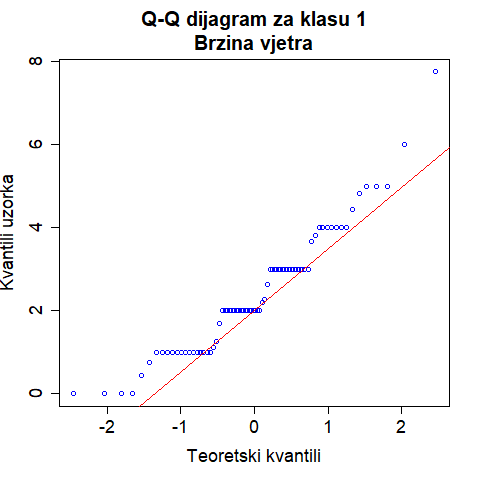 Q-Q dijagram za klasu 1
Brzina vjetra
Kvantili uzorka
8
6
4
2
0
-2 -1 0 1 2
Teoretski kvantili